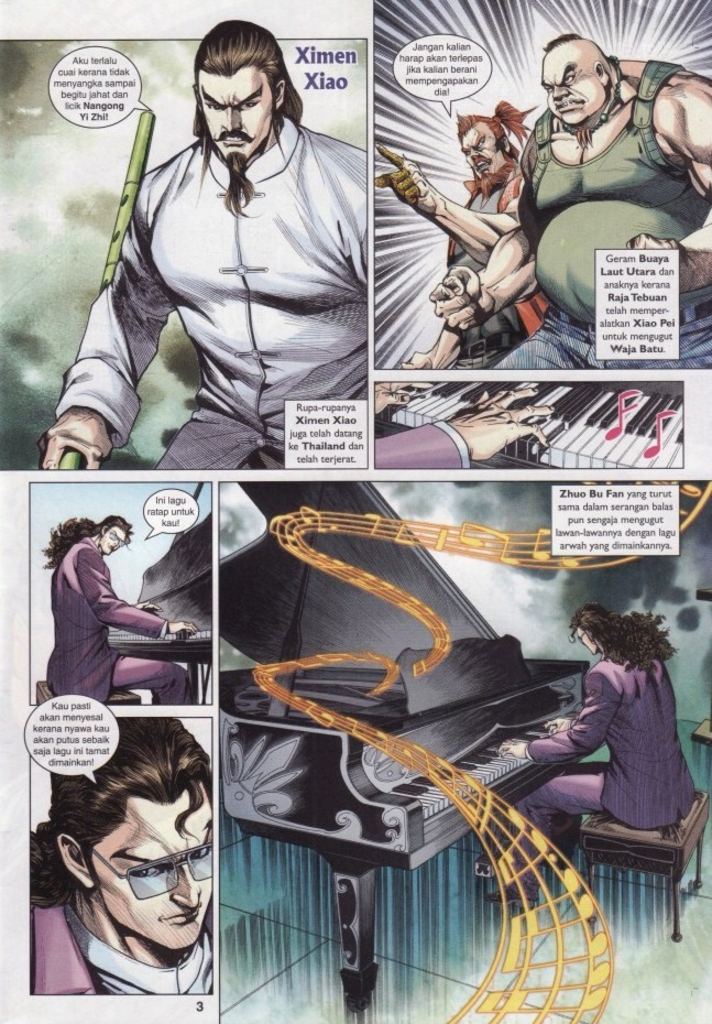 Aku terlalu
cuai kerana tidak
menyangka sampai
begitu jahat dan
licik Nangong
Yi Zhi!
Ximen
Xiao
Rupa-rupanya
Ximen Xiao
juga telah datang
ke Thailand dan
telah terjerat.
Jangan kalian
harap akan terlepas
jika kalian berani
mempengapakan
dia!
Geram Buaya
Laut Utara dan
anaknya kerana
Raja Tebuan
telah memper-
alatkan Xiao Pei
untuk mengugut
Waja Batu.
Ini lagu
ratap untuk
kau!
Kau pasti
akan menyesal
kerana nyawa kau
akan putus sebaik
saja lagu ini tamat
dimainkan!
Zhuo Bu Fan yang turut
sama dalam serangan balas
pun sengaja mengugut
lawan-lawannya dengan lagu
arwah yang dimainkannya.
3